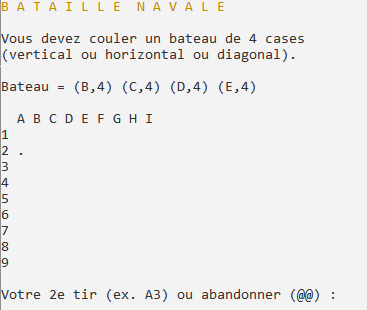 B A T A I L L E   N A V A L E
Vous devez couler un bateau de 4 cases
(vertical ou horizontal ou diagonal).
Bateau = (B,4) (C,4) (D,4) (E,4)
  A B C D E F G H I
1
2 .
3
4
5
6
7
8
9
Votre 2e tir (ex. A3) ou abandonner (@@) :